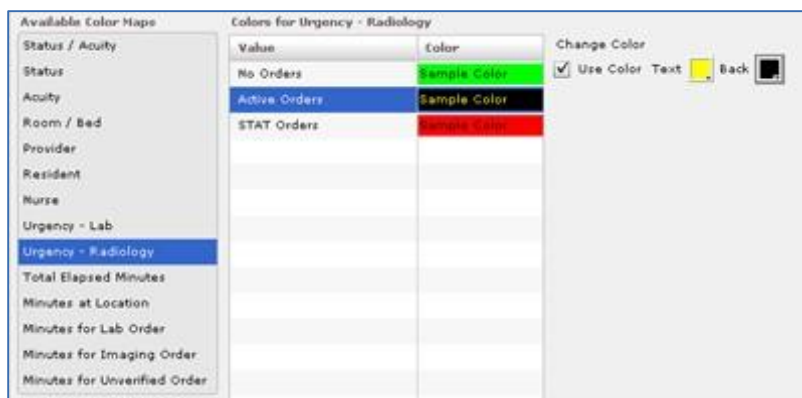 Available Color Maps
Status / Acuity
Status
Acuity
Room / Bed
Provider
Resident
Nurse
Urgency - Lab
Urgency - Radiology
Total Elapsed Minutes
Minutes at Location
Minutes for Lab Order
Minutes for Imaging Order
Minutes for Unverified Order
Colors for Urgency - Radiology
Value Color
No Orders Sample Color
Active Orders Sample Color
STAT Orders Sample Color
Change Color
Use Color Text Back